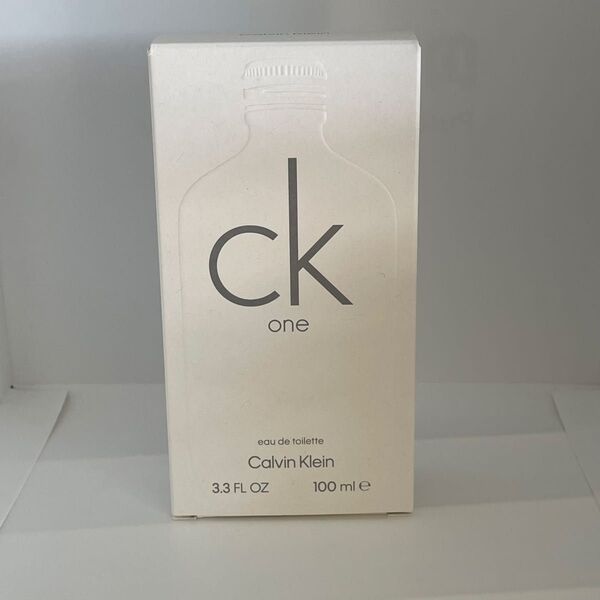 ck
one
eau de toilette
Calvin Klein
3.3 FL OZ 100 ml ℮